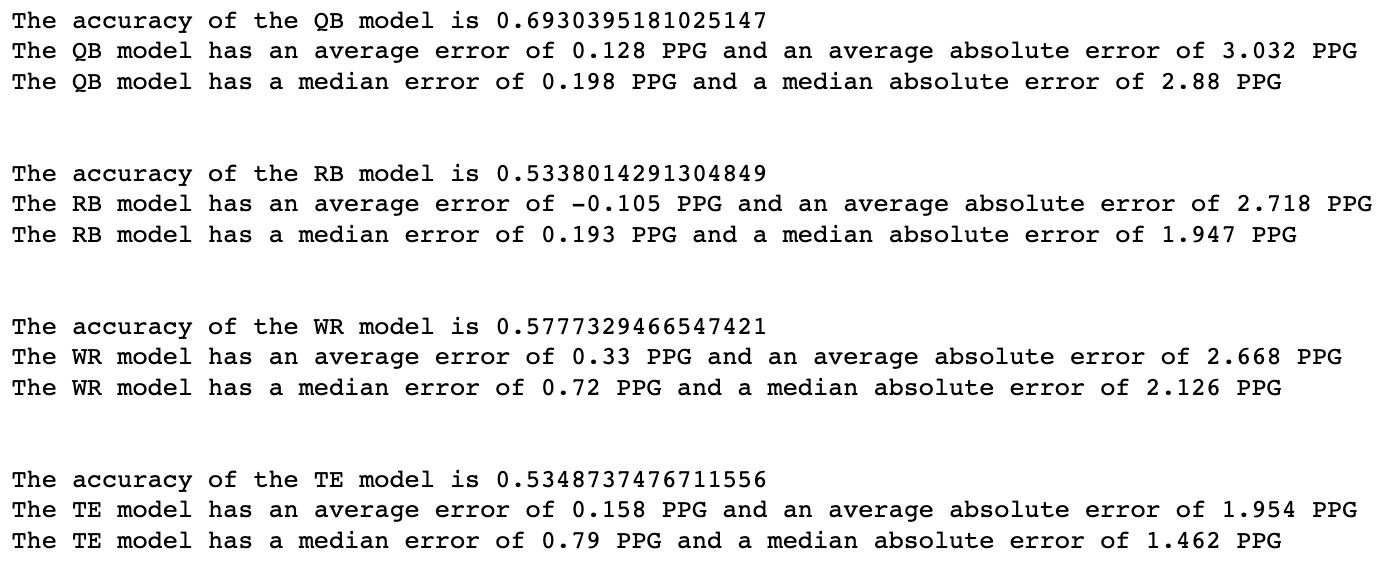 The accuracy of the QB model is 0.6930395181025147
The QB model has an average error of 0.128 PPG and an average absolute error of 3.032 PPG
The QB model has a median error of 0.198 PPG and a median absolute error of 2.88 PPG
The accuracy of the RB model is 0.5338014291304849
The RB model has an average error of -0.105 PPG and an average absolute error of 2.718 PPG
The RB model has a median error of 0.193 PPG and a median absolute error of 1.947 PPG
The accuracy of the WR model is 0.5777329466547421
The WR model has an average error of 0.33 PPG and an average absolute error of 2.668 PPG
The WR model has a median error of 0.72 PPG and a median absolute error of 2.126 PPG
The accuracy of the TE model is 0.5348737476711556
The TE model has an average error of 0.158 PPG and an average absolute error of 1.954 PPG
The TE model has a median error of 0.79 PPG and a median absolute error of 1.462 PPG